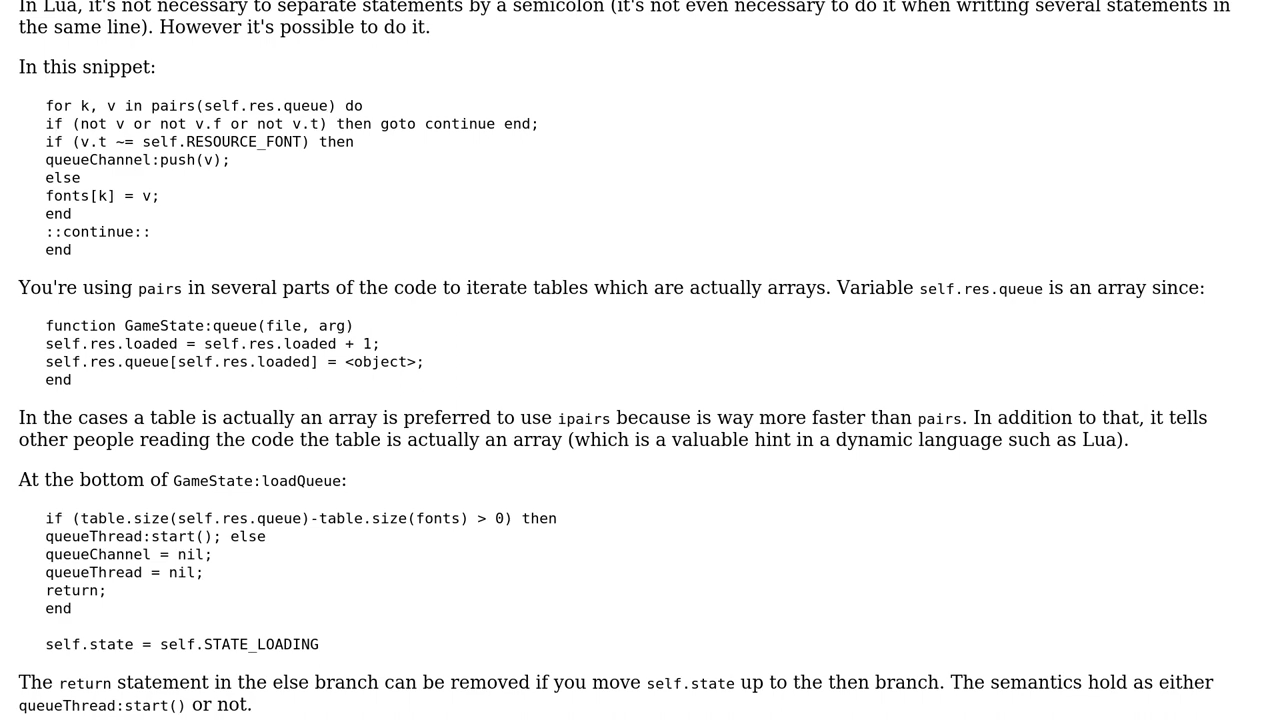 In Lua, it's not necessary to separate statements by a semicolon (it's not even necessary to do it when writting several statements in
the same line). However it's possible to do it.
In this snippet:
for k, v in pairs(self.res.queue) do
if (not v or not v.f or not v.t) then goto continue end;
if (v.t ~= self.RESOURCE_FONT) then
queueChannel:push(v);
else
fonts[k] = v;
end
::continue::
end
You're using pairs in several parts of the code to iterate tables which are actually arrays. Variable self.res.queue is an array since:
function GameState:queue(file, arg)
self.res.loaded = self.res.loaded + 1;
self.res.queue[self.res.loaded] = <object>;
end
In the cases a table is actually an array is preferred to use ipairs because is way more faster than pairs. In addition to that, it tells
other people reading the code the table is actually an array (which is a valuable hint in a dynamic language such as Lua).
At the bottom of GameState:loadQueue:
if (table.size(self.res.queue)-table.size(fonts) > 0) then
queueThread:start(); else
queueChannel = nil;
queueThread = nil;
return;
end
self.state = self.STATE_LOADING
The return statement in the else branch can be removed if you move self.state up to the then branch. The semantics hold as either
queueThread:start() or not.